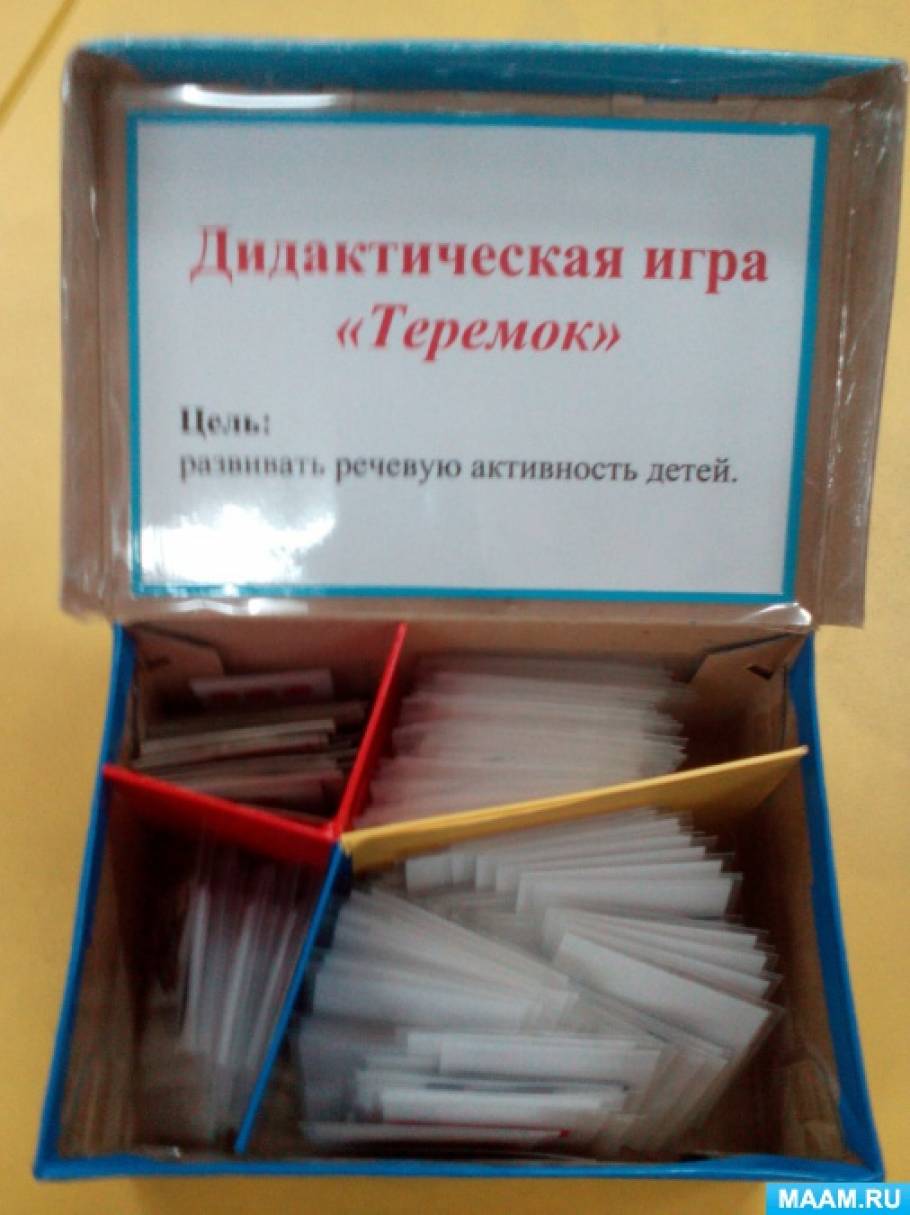 Дидактическая игра
«Теремок»
Цель:
развивать речевую активность детей.
MAAM.RU